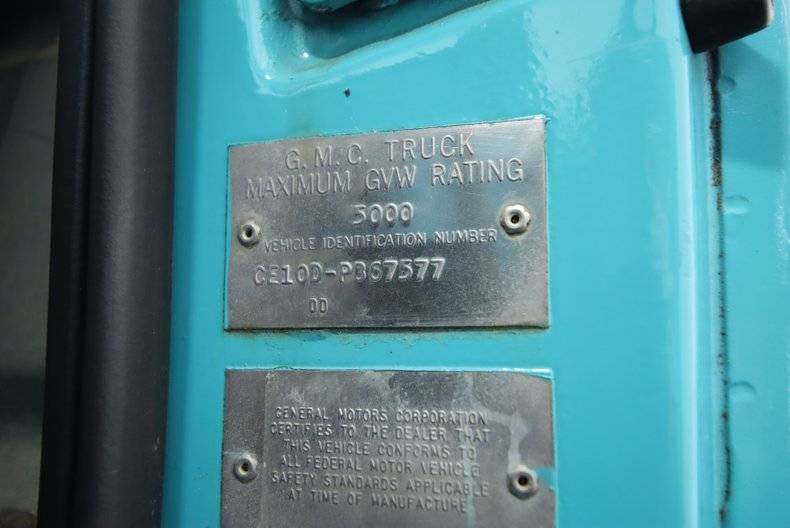 G.M.C. TRUCK
MAXIMUM GVW RATING
5000
VEHICLE IDENTIFICATION NUMBER
CE10D-PB67577
DD
GENERAL MOTORS CORPORATION
CERTIFIES TO THE DEALER THAT
THIS VEHICLE CONFORMS TO
ALL FEDERAL MOTOR VEHICLE
SAFETY STANDARDS APPLICABLE
AT TIME OF MANUFACTURE